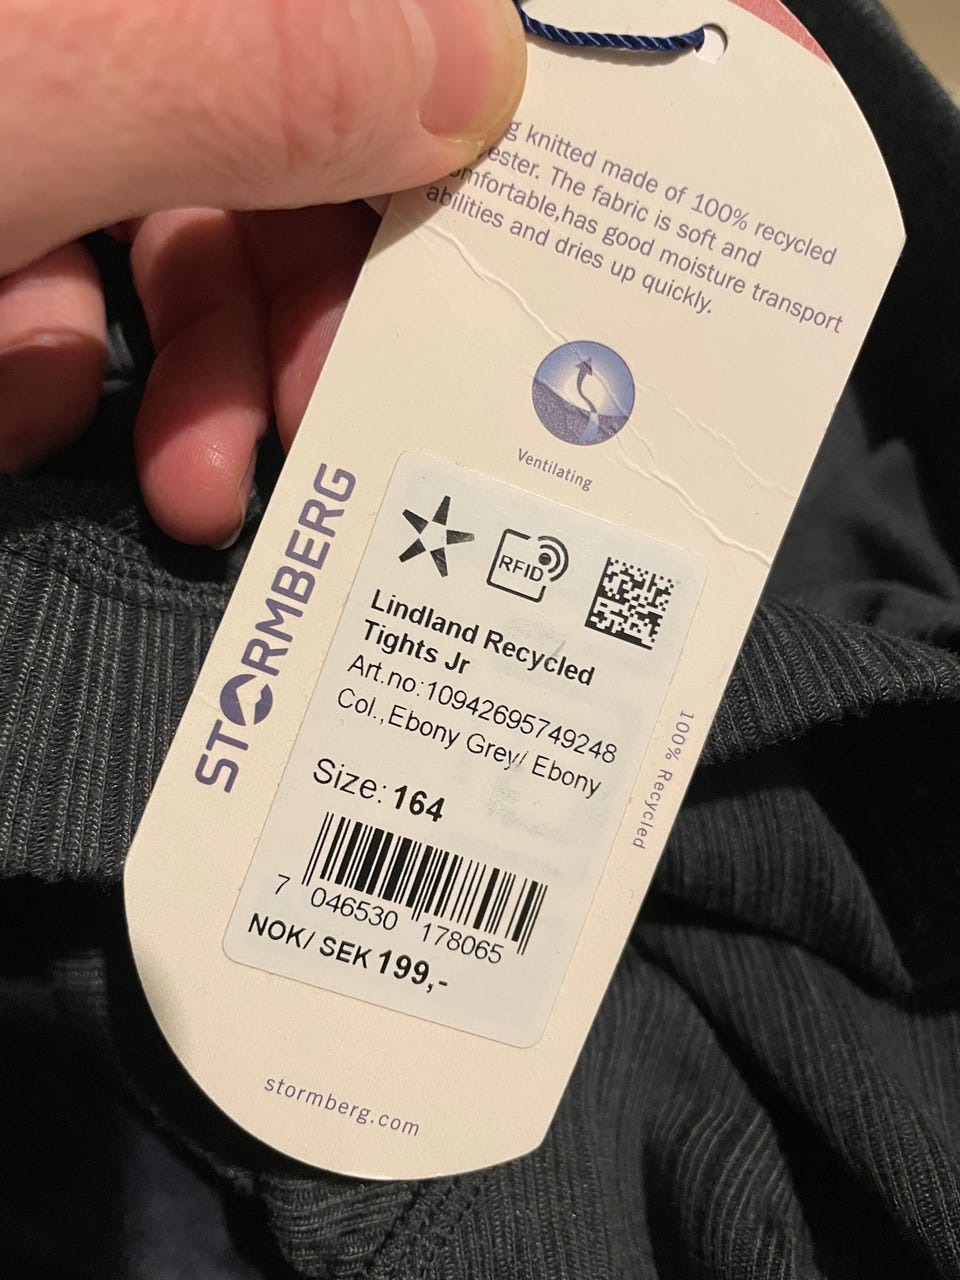 g knitted made of 100% recycled
ester. The fabric is soft and
omfortable,has good moisture transport
abilities and dries up quickly.
Ventilating
STORMBERG
RFID
Lindland Recycled
Tights Jr
Art.no:10942695749248
Col.,Ebony Grey/ Ebony
Size: 164
7 046530 178065
NOK/ SEK 199,-
100% Recycled
stormberg.com